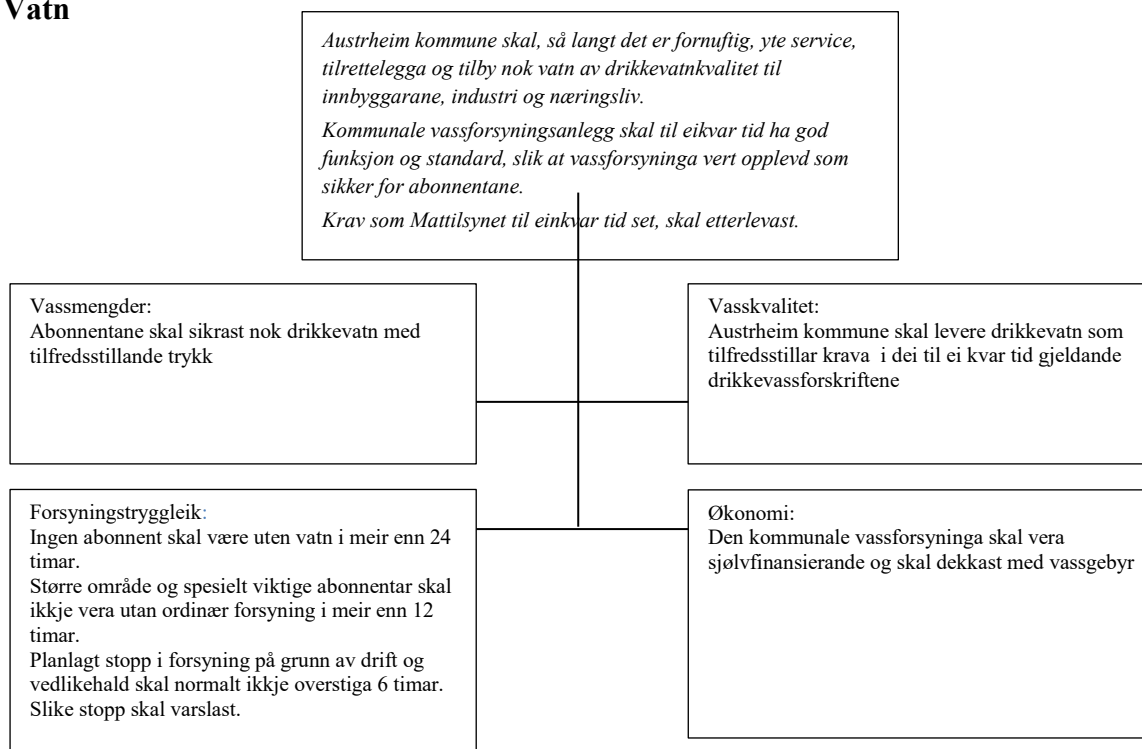 Vatn
Austrheim kommune skal, så langt det er fornuftig, yte service,
tilrettelegga og tilby nok vatn av drikkevatnkvalitet til
innbyggarane, industri og næringsliv.
Kommunale vassforsyningsanlegg skal til eikvar tid ha god
funksjon og standard, slik at vassforsyninga vert opplevd som
sikker for abonnentane.
Krav som Mattilsynet til einkvar tid set, skal etterlevast.
Vassmengder:
Abonnentane skal sikrast nok drikkevatn med
tilfredsstillande trykk
Vasskvalitet:
Austrheim kommune skal levere drikkevatn som
tilfredsstillar krava  i dei til ei kvar tid gjeldande
drikkevassforskriftene
Forsyningstryggleik:
Ingen abonnent skal være uten vatn i meir enn 24
timar.
Større område og spesielt viktige abonnentar skal
ikkje vera utan ordinær forsyning i meir enn 12
timar.
Planlagt stopp i forsyning på grunn av drift og
vedlikehald skal normalt ikkje overstiga 6 timar.
Slike stopp skal varslast.
Økonomi:
Den kommunale vassforsyninga skal vera
sjølvfinansierande og skal dekkast med vassgebyr